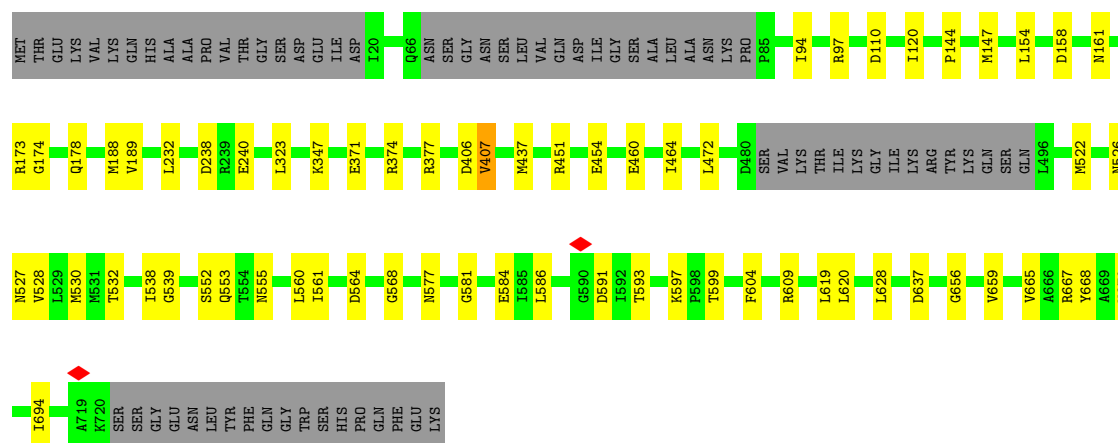 MET THR GLU LYS VAL LYS GLN HIS ALA ALA PRO VAL THR GLY SER ASP GLU ILE ASP I20 Q66 ASN SER GLY ASN SER LEU VAL GLN ASP ILE GLY SER ALA LEU ALA ASN LYS PRO P85 I94 R97 D110 I120 P144 M147 L154 D158 N161
R173 G174 Q178 M188 V189 L232 D238 R239 E240 L323 K347 E371 R374 R377 D406 V407 M437 R451 E454 E460 I464 L472 D480 SER VAL LYS THR ILE LYS GLY ILE LYS ARG TYR LYS GLN SER GLN L496 M522 N526
N527 V528 L529 M530 M531 T532 I538 G539 S552 Q553 T554 N555 L560 I561 D564 G568 N577 G581 E584 I585 L586 G590 D591 I592 T593 K597 P598 T599 F604 R609 L619 L620 L628 D637 G656 V659 V665 A666 R667 Y668 A669
I694 A719 K720 SER SER GLY GLU ASN LEU TYR PHE GLN GLY TRP SER HIS PRO GLN PHE GLU LYS